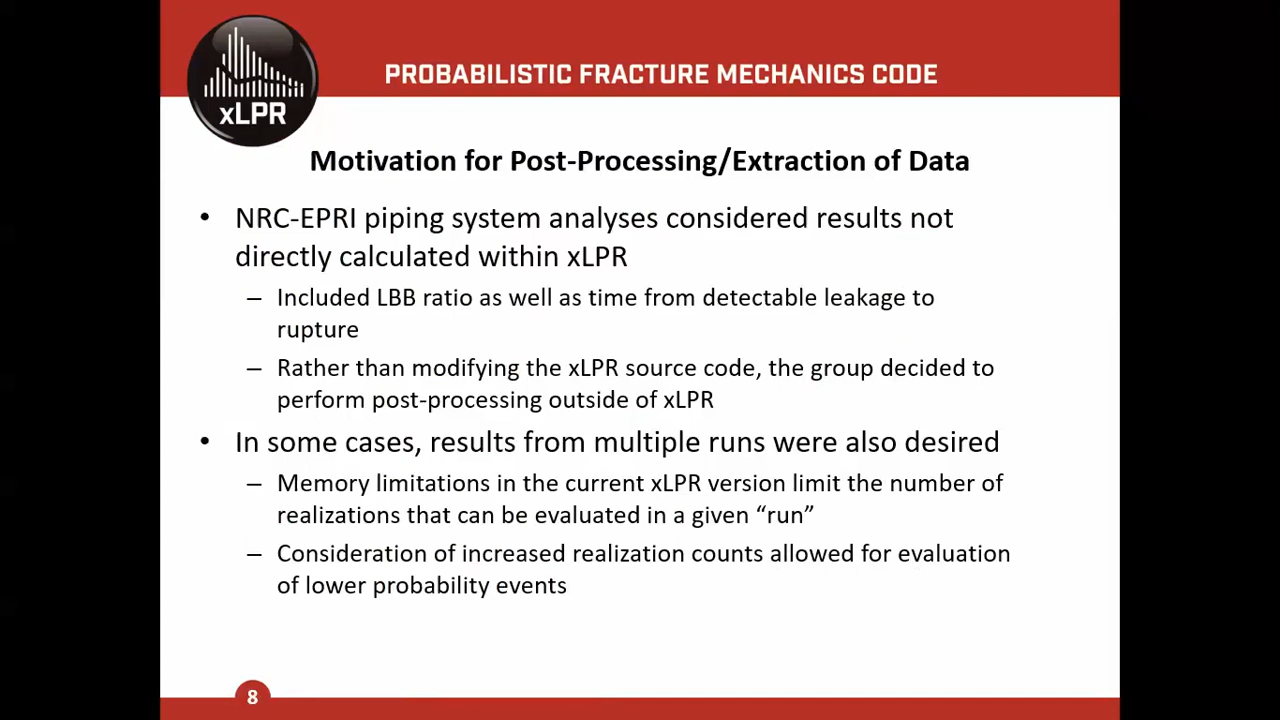 xLPR
PROBABILISTIC FRACTURE MECHANICS CODE
Motivation for Post-Processing/Extraction of Data
• NRC-EPRI piping system analyses considered results not
directly calculated within xLPR
– Included LBB ratio as well as time from detectable leakage to
rupture
– Rather than modifying the xLPR source code, the group decided to
perform post-processing outside of xLPR
• In some cases, results from multiple runs were also desired
– Memory limitations in the current xLPR version limit the number of
realizations that can be evaluated in a given “run”
– Consideration of increased realization counts allowed for evaluation
of lower probability events
8